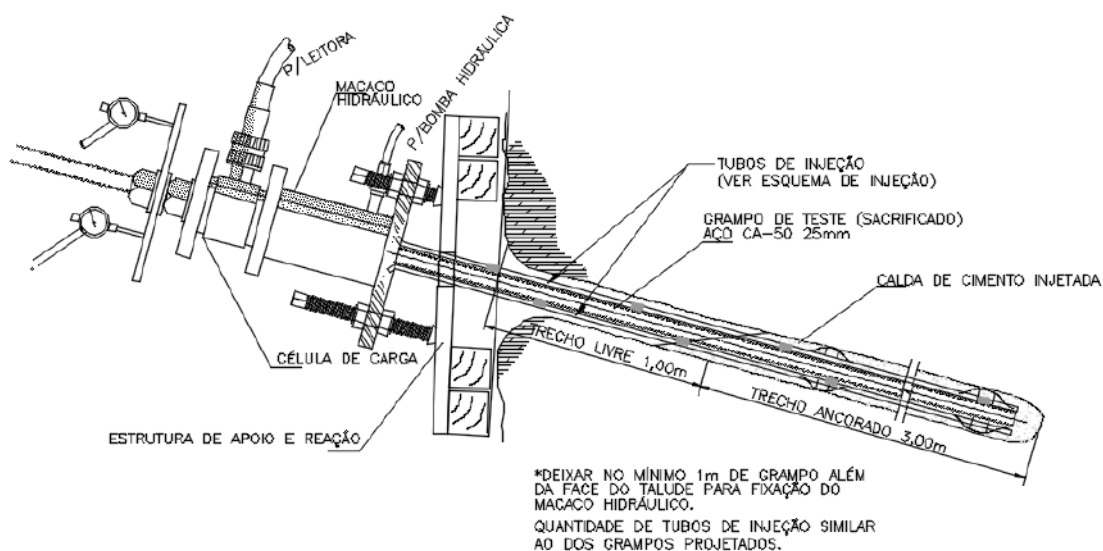 P/LEITORA
MACACO
HIDRÁULICO
P/BOMBA HIDRÁULICA
TUBOS DE INJEÇÃO
(VER ESQUEMA DE INJEÇÃO)
GRAMPO DE TESTE (SACRIFICADO)
AÇO CA-50 25mm
CALDA DE CIMENTO INJETADA
CÉLULA DE CARGA
TRECHO LIVRE 1,00m
TRECHO ANCORADO 3,00m
ESTRUTURA DE APOIO E REAÇÃO
*DEIXAR NO MÍNIMO 1m DE GRAMPO ALÉM
DA FACE DO TALUDE PARA FIXAÇÃO DO
MACACO HIDRÁULICO.
QUANTIDADE DE TUBOS DE INJEÇÃO SIMILAR
AO DOS GRAMPOS PROJETADOS.